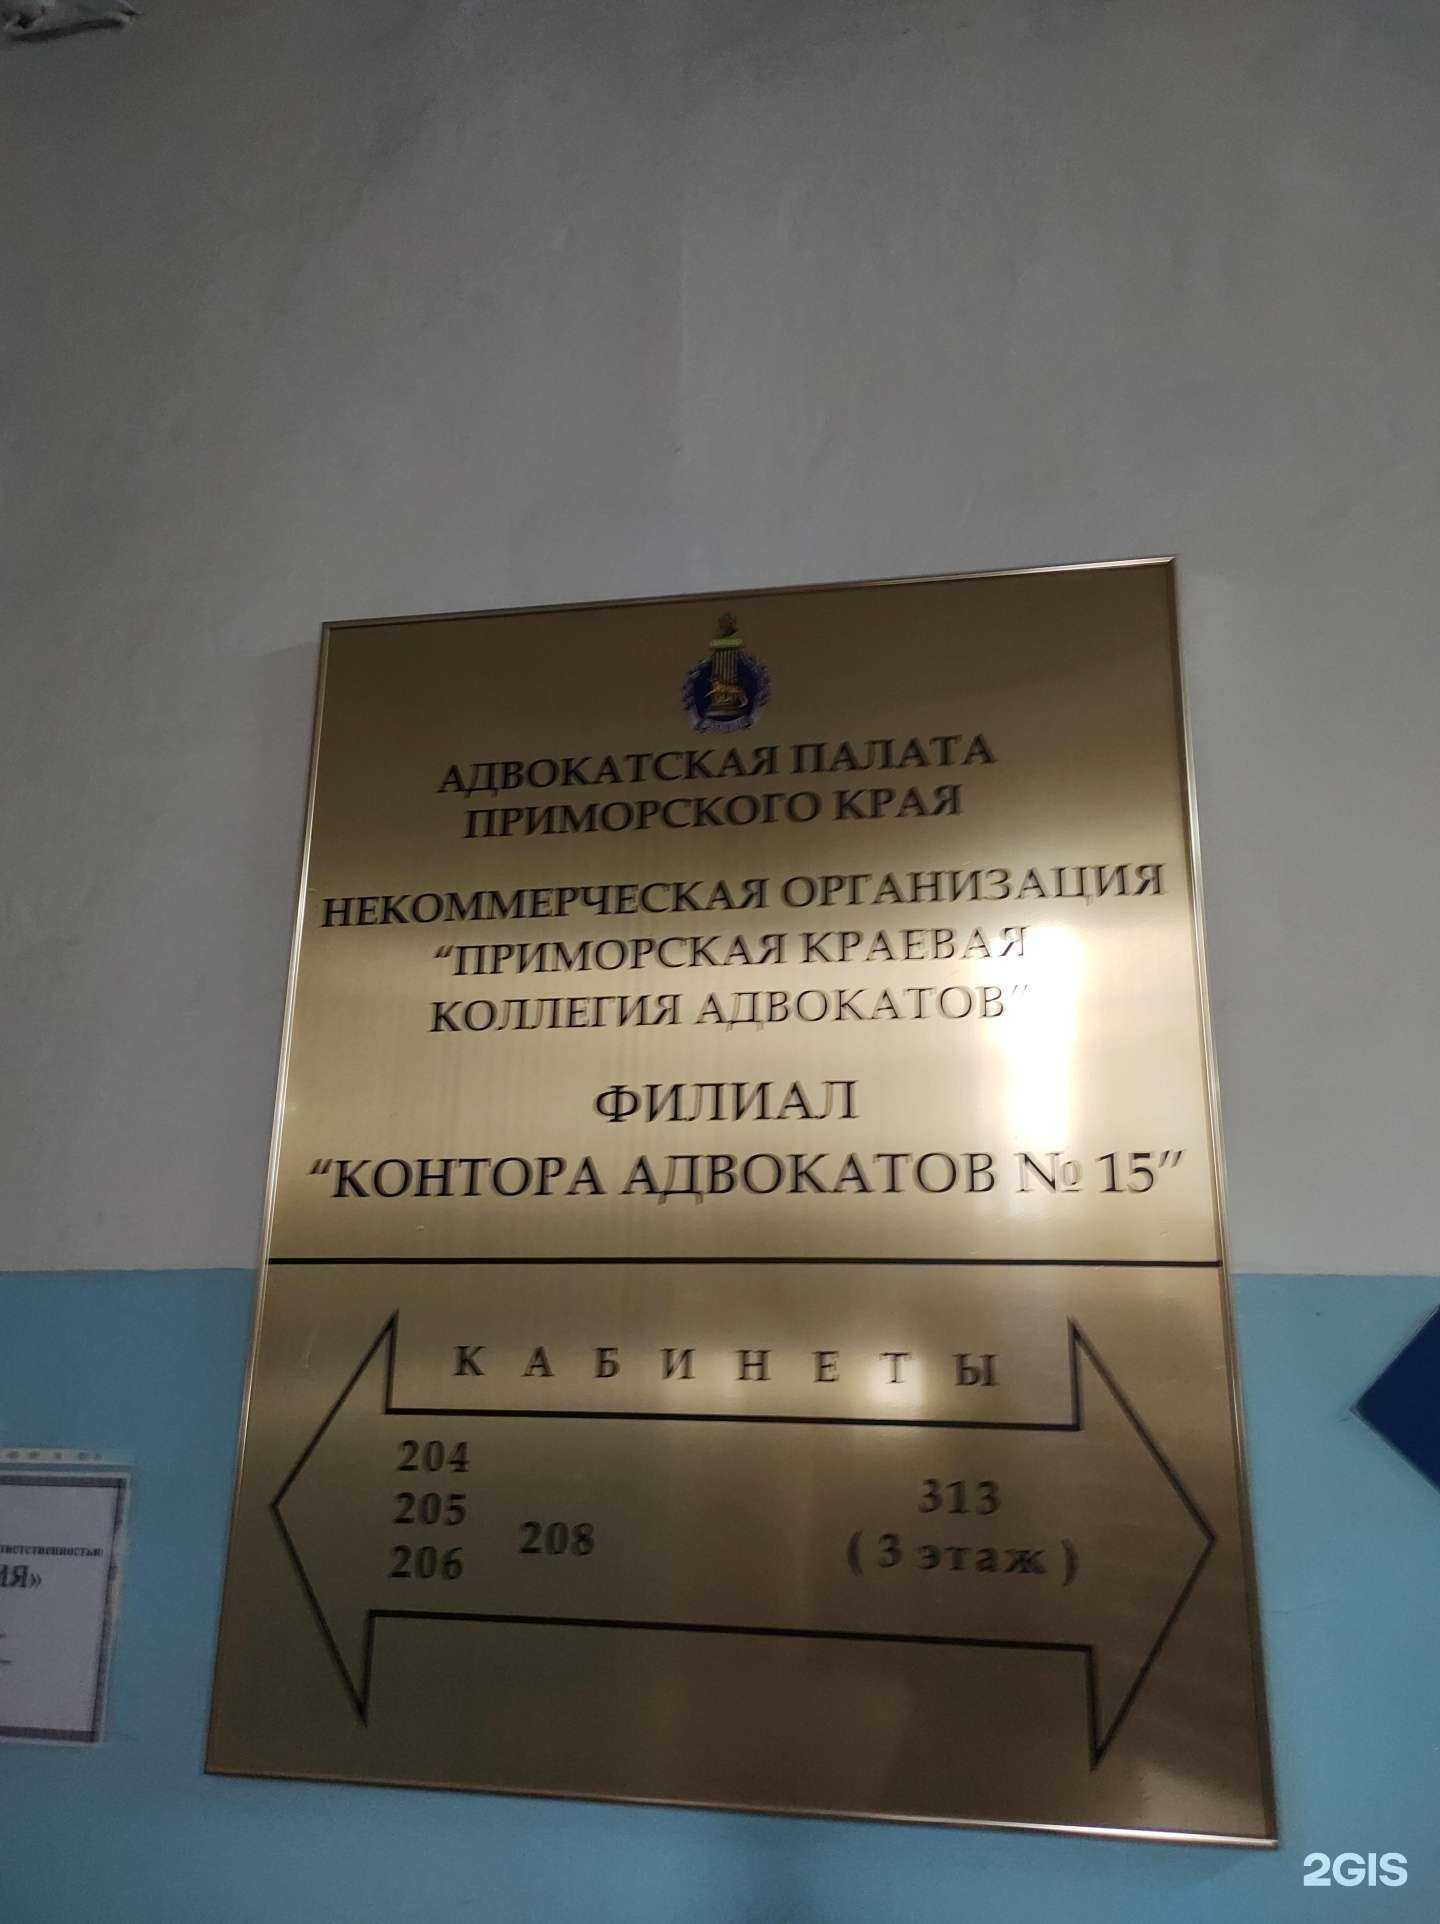 АДВОКАТСКАЯ ПАЛАТА
ПРИМОРСКОГО КРАЯ
НЕКОММЕРЧЕСКАЯ ОРГАНИЗАЦИЯ
“ПРИМОРСКАЯ КРАЕВАЯ
КОЛЛЕГИЯ АДВОКАТОВ”
ФИЛИАЛ
“КОНТОРА АДВОКАТОВ № 15”
КАБИНЕТЫ
204
205
206
208
313
( 3 этаж )
2GIS